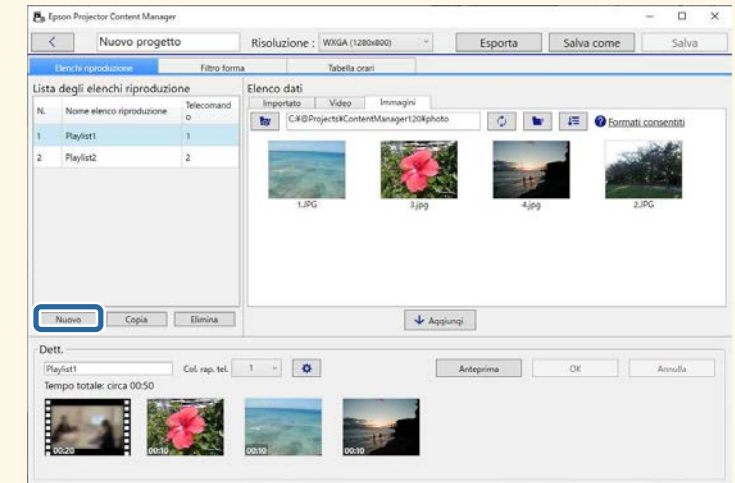 Epson Projector Content Manager
Nuovo progetto Risoluzione : WXGA (1280x800) Esporta Salva come Salva
Elenchi riproduzione Filtro forma Tabella orari
Lista degli elenchi riproduzione Elenco dati
Importato Video Immagini
N. Nome elenco riproduzione Telecomand
o
C:¥@Projects¥ContentManager120¥photo ? Formati consentiti
1 Playlist1 1
2 Playlist2 2
1.JPG 3.jpg 4.jpg 2.JPG
Nuovo Copia Elimina Aggiungi
Dett.
Playlist1 Col. rap. tel. 1 Anteprima OK Annulla
Tempo totale: circa 00:50
00:20 00:10 00:10 00:10